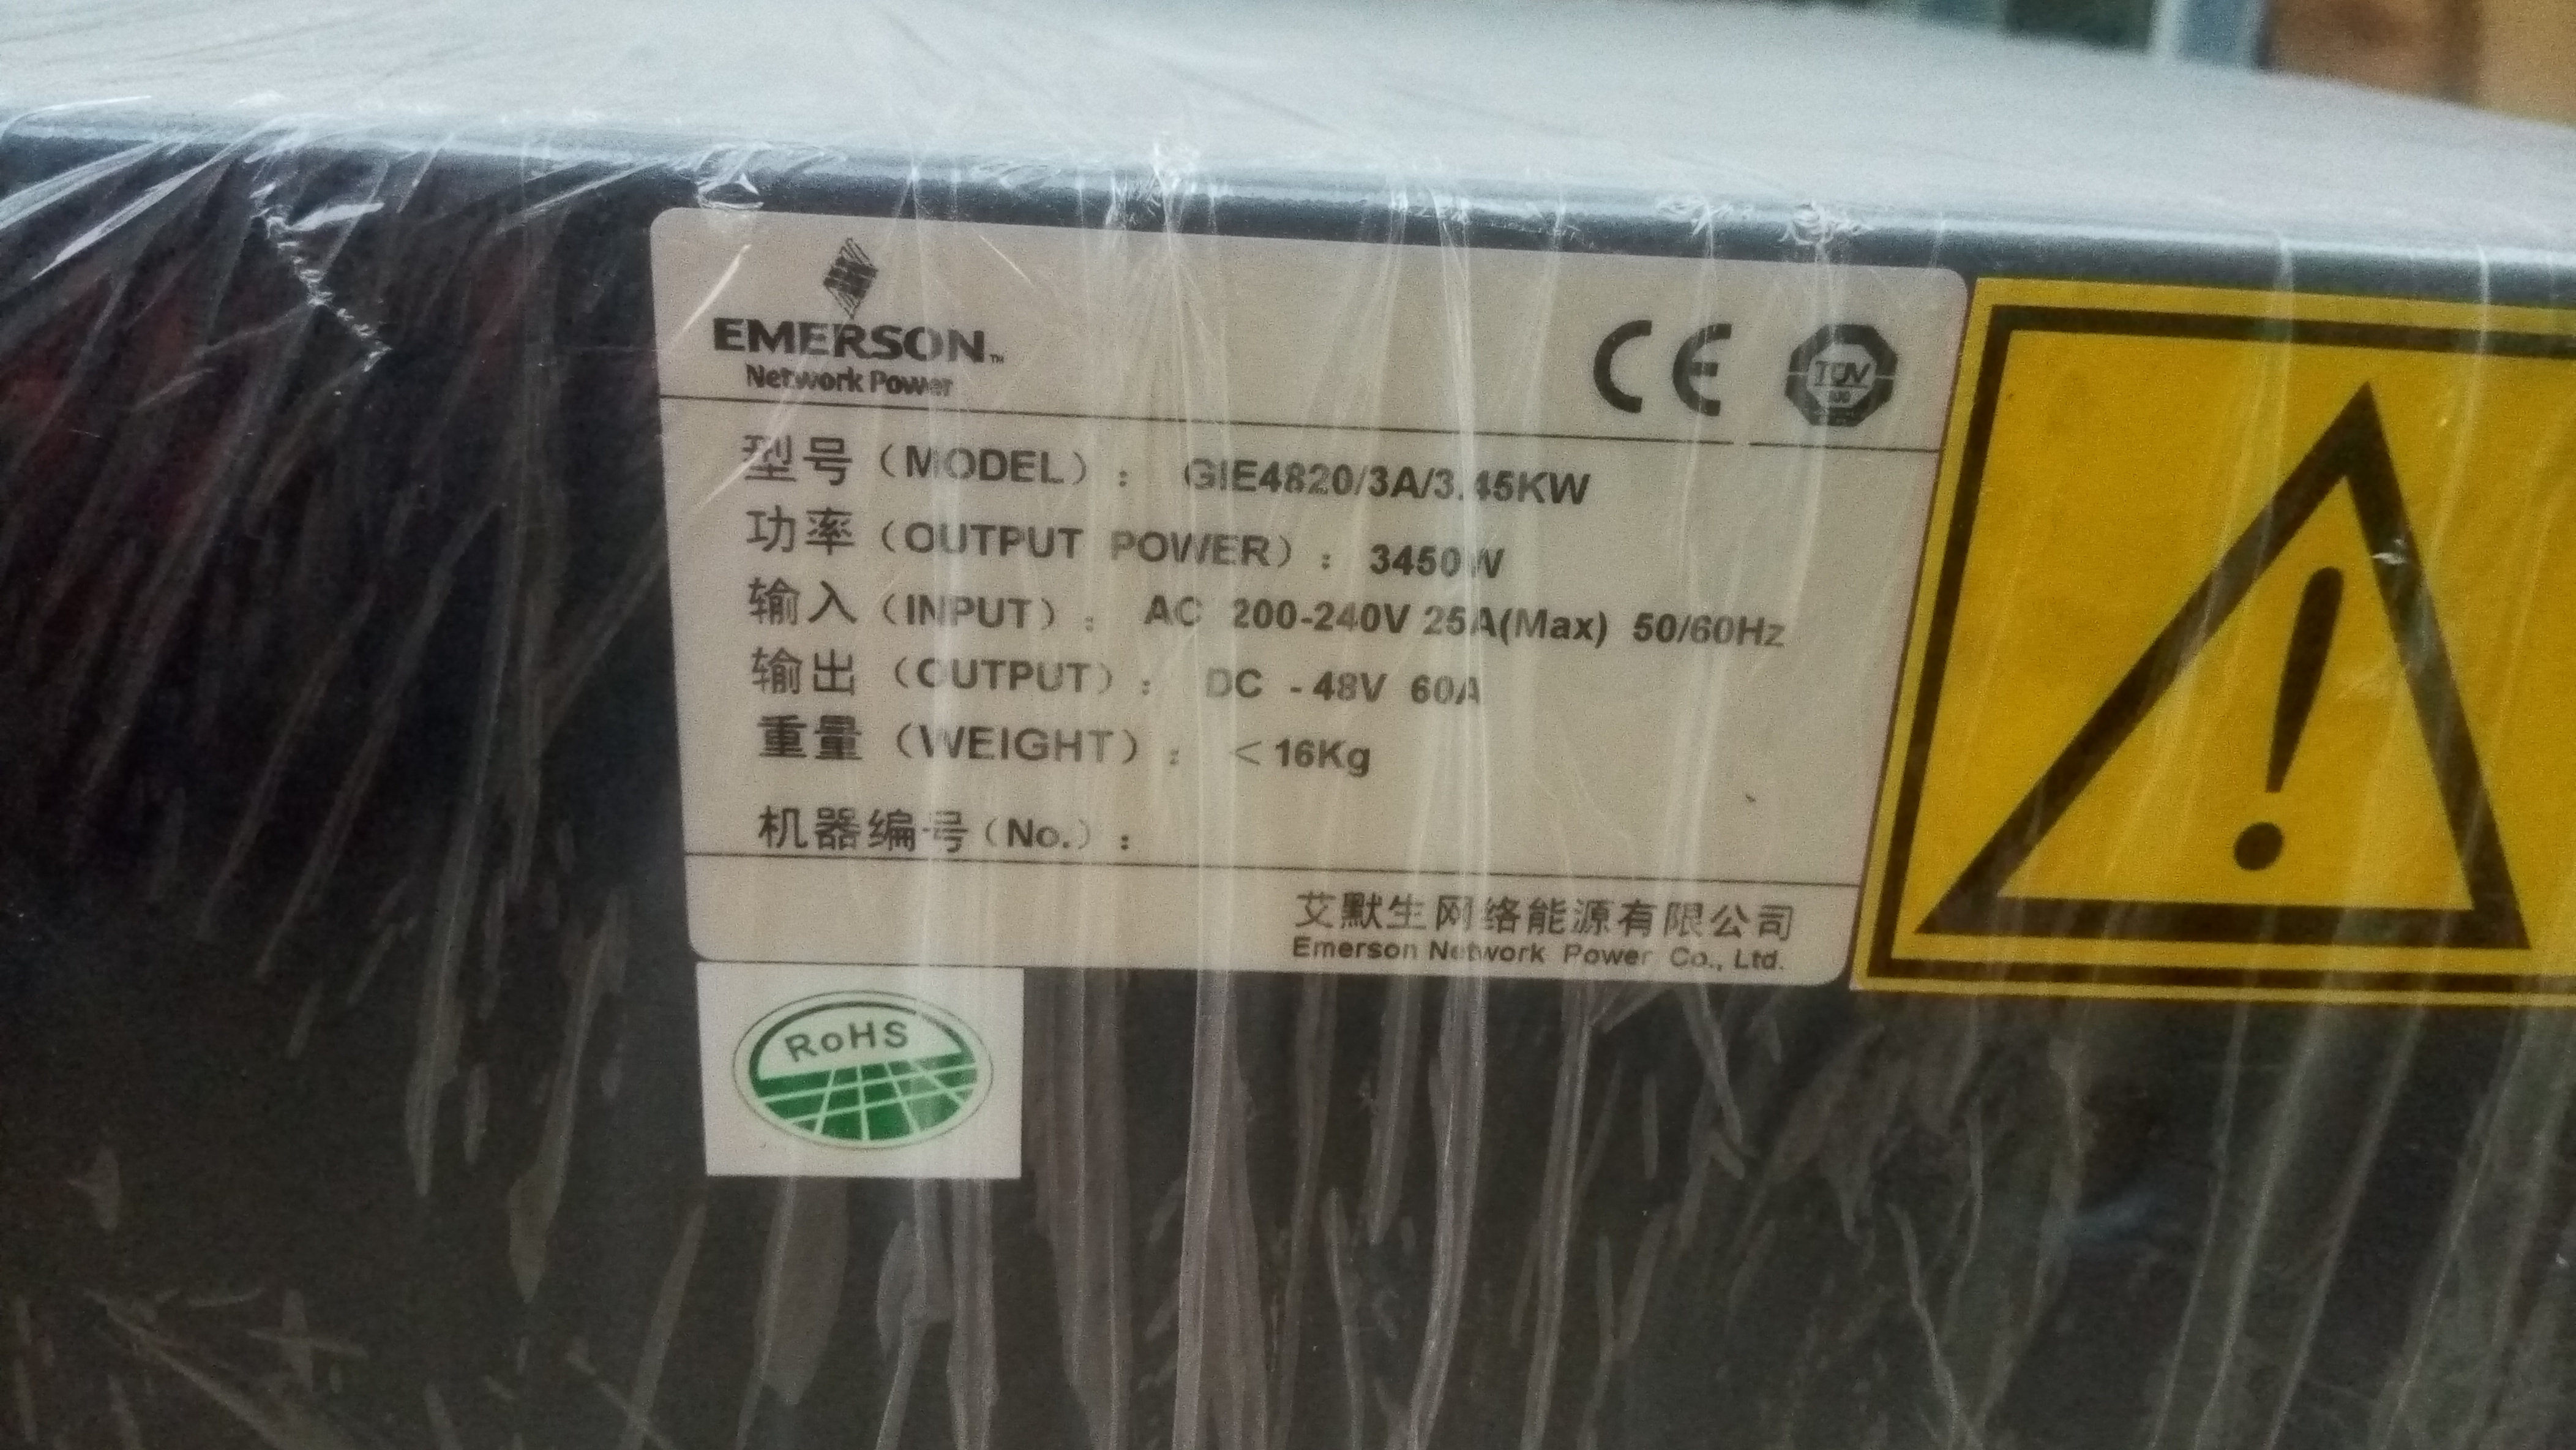 EMERSON™
Network Power
CE TÜV
型号（MODEL）： GIE4820/3A/3.45KW
功率（OUTPUT POWER）： 3450W
输入（INPUT）： AC 200-240V 25A(Max) 50/60Hz
输出（OUTPUT）： DC -48V 60A
重量（WEIGHT）： ＜16Kg
机器编号（No.）：
艾默生网络能源有限公司
Emerson Network Power Co., Ltd.
RoHS